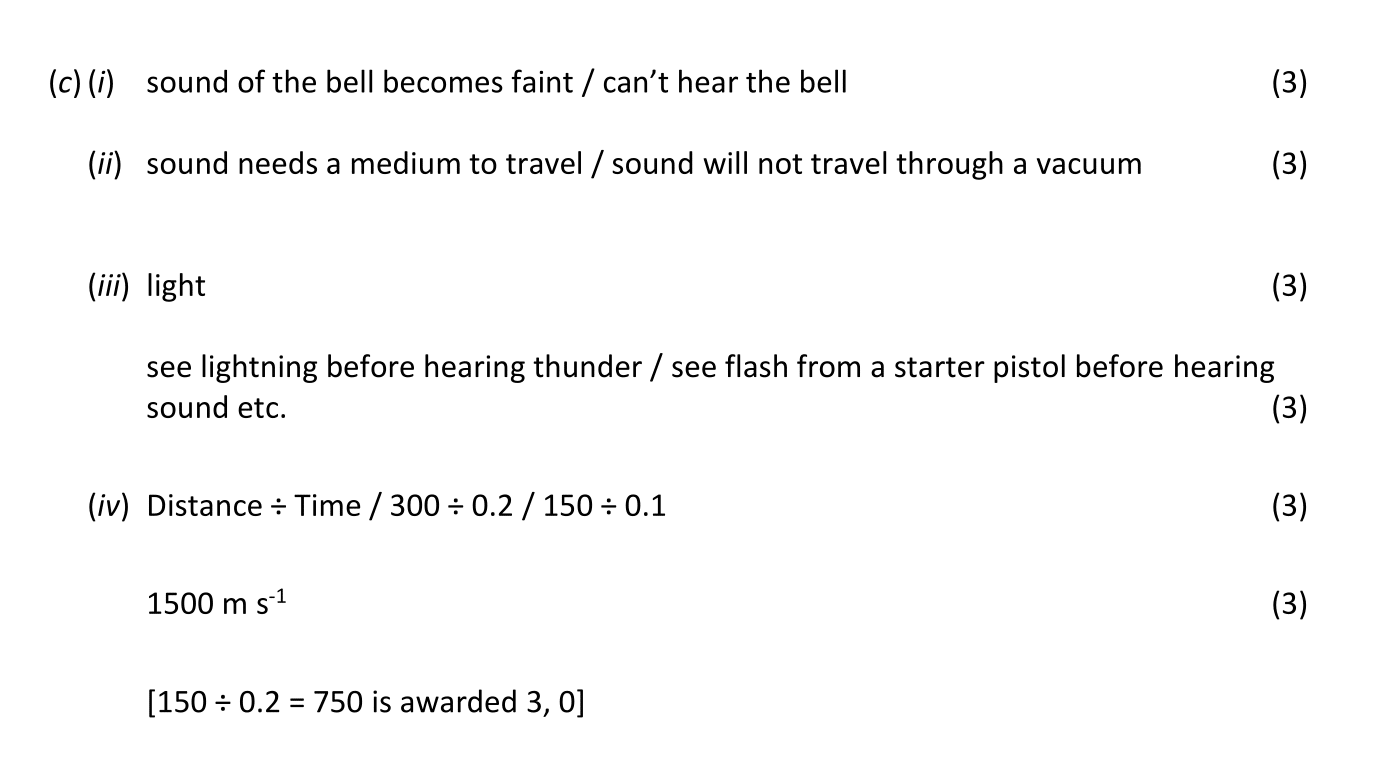 (c) (i) sound of the bell becomes faint / can’t hear the bell (3)
(ii) sound needs a medium to travel / sound will not travel through a vacuum (3)
(iii) light (3)
see lightning before hearing thunder / see flash from a starter pistol before hearing
sound etc. (3)
(iv) Distance ÷ Time / 300 ÷ 0.2 / 150 ÷ 0.1 (3)
1500 m s⁻¹ (3)
[150 ÷ 0.2 = 750 is awarded 3, 0]